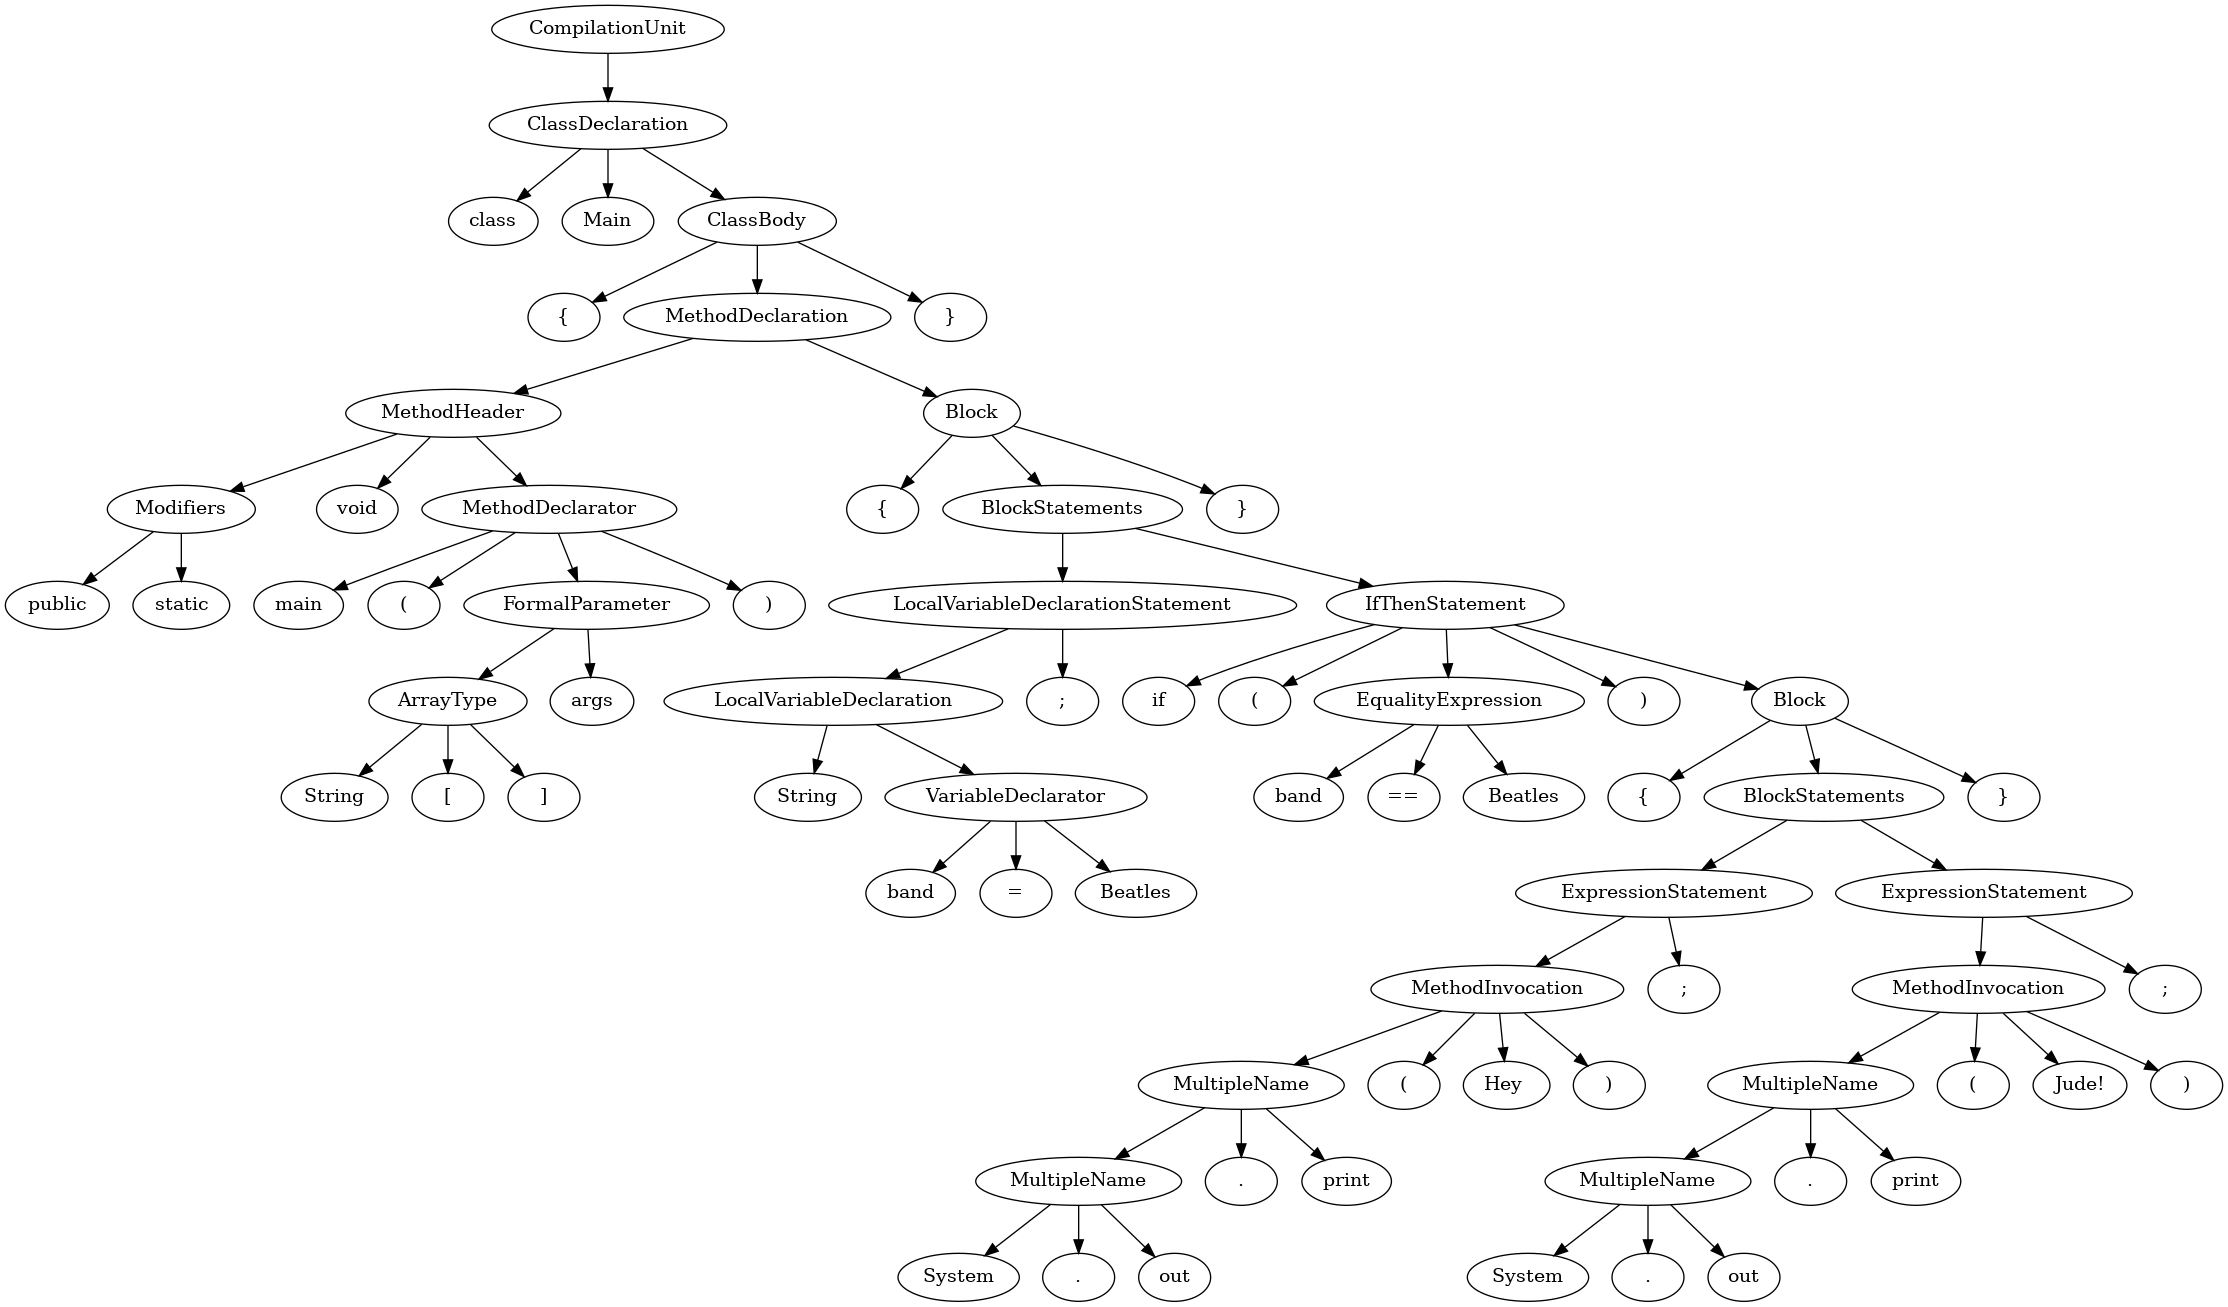 CompilationUnit
ClassDeclaration
class Main ClassBody
{ MethodDeclaration }
MethodHeader Block
Modifiers void MethodDeclarator { BlockStatements }
public static main ( FormalParameter ) LocalVariableDeclarationStatement IfThenStatement
ArrayType args LocalVariableDeclaration ; if ( EqualityExpression ) Block
String [ ] String VariableDeclarator band == Beatles { BlockStatements }
band = Beatles ExpressionStatement ExpressionStatement
MethodInvocation ; MethodInvocation ;
MultipleName ( Hey ) MultipleName ( Jude! )
MultipleName . print MultipleName . print
System . out System . out